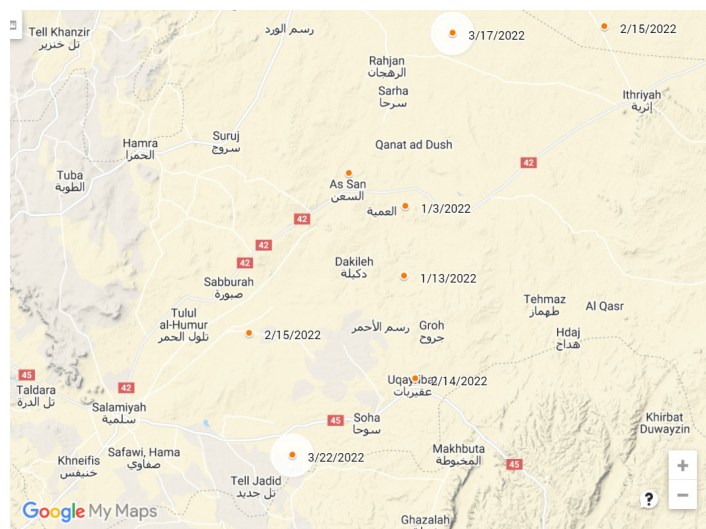 Tell Khanzir
تل خنزير
رسم الورد
3/17/2022
2/15/2022
Rahjan
الرهجان
Sarha
سرحا
Ithriyah
إثرية
Hamra
الحمرا
Suruj
سروج
Qanat ad Dush
42
Tuba
الطوبة
As San
السعن
العمية
1/3/2022
42
42
42
Sabburah
صبورة
Dakileh
دكيلة
1/13/2022
Tehmaz
طهماز
Al Qasr
Tulul
al-Humur
تلول الحمر
2/15/2022
رسم الأحمر
Groh
جروح
Hdaj
هداج
45
Taldara
تل الدرة
42
2/14/2022
عقيربات
Salamiyah
سلمية
45
Soha
سوحا
Khirbat
Duwayzin
Khneifis
خنيفس
Safawi, Hama
صفاوي
3/22/2022
Makhbuta
المخبوطة
45
Tell Jadid
تل جديد
Ghazalah
Google My Maps
?
+
−